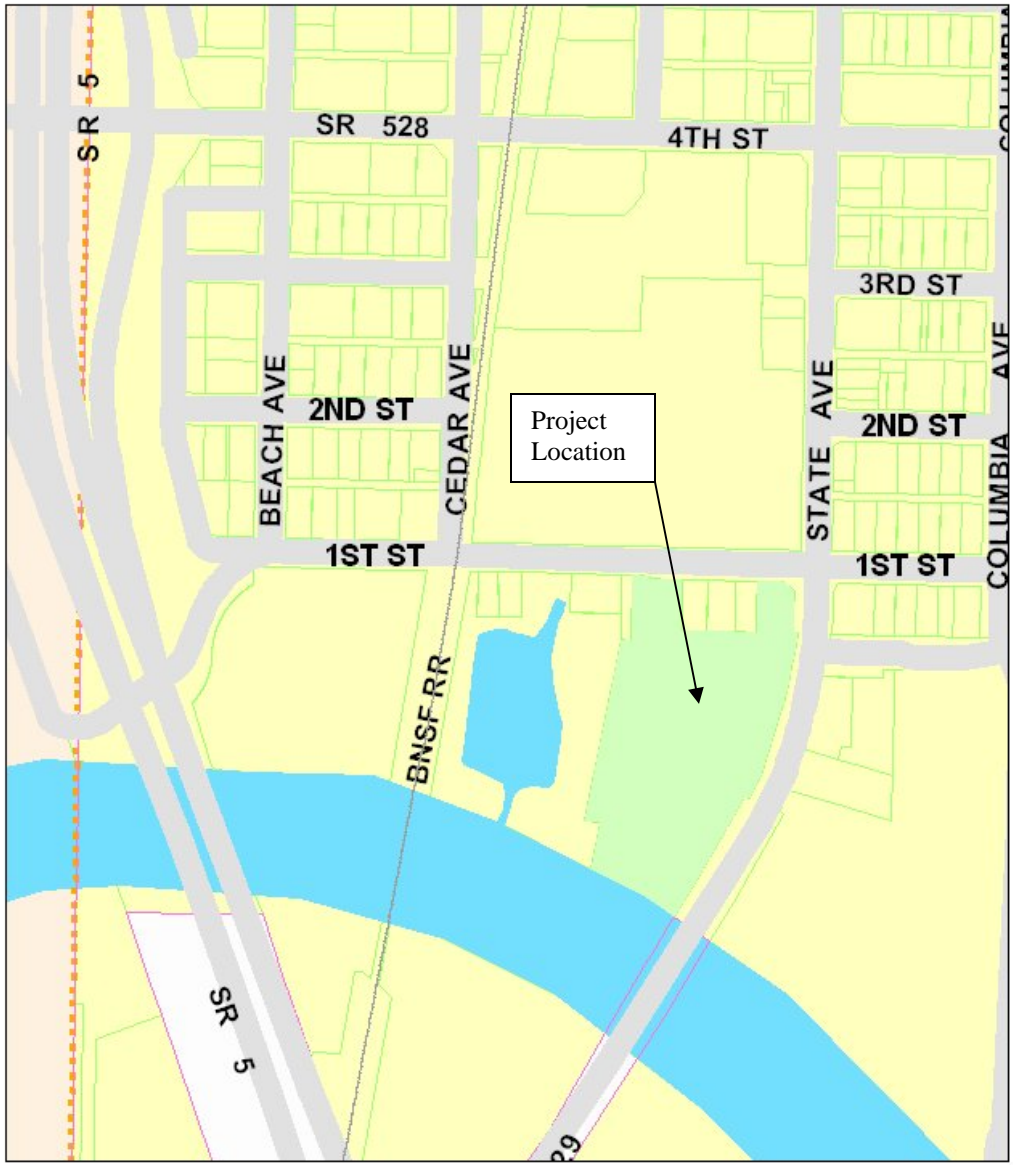 COLUMBIA
SR 5
SR 528
4TH ST
3RD ST
BEACH AVE
2ND ST
CEDAR AVE
Project
Location
STATE AVE
2ND ST
COLUMBIA AVE
1ST ST
1ST ST
BNSF RR
SR 5
29